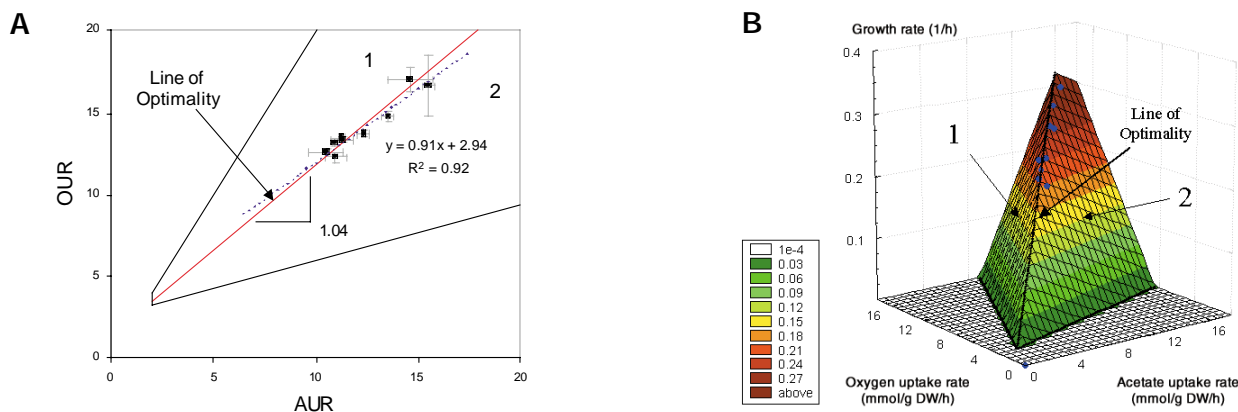 A
20
15
10
5
0
OUR
Line of
Optimality
1
2
y = 0.91x + 2.94
R² = 0.92
1.04
0
5
10
15
20
AUR
B
Growth rate (1/h)
0.4
0.3
0.2
0.1
1
Line of
Optimality
2
1e-4
0.03
0.06
0.09
0.12
0.15
0.18
0.21
0.24
0.27
above
16
12
8
4
0
0
4
8
12
16
Oxygen uptake rate
(mmol/g DW/h)
Acetate uptake rate
(mmol/g DW/h)